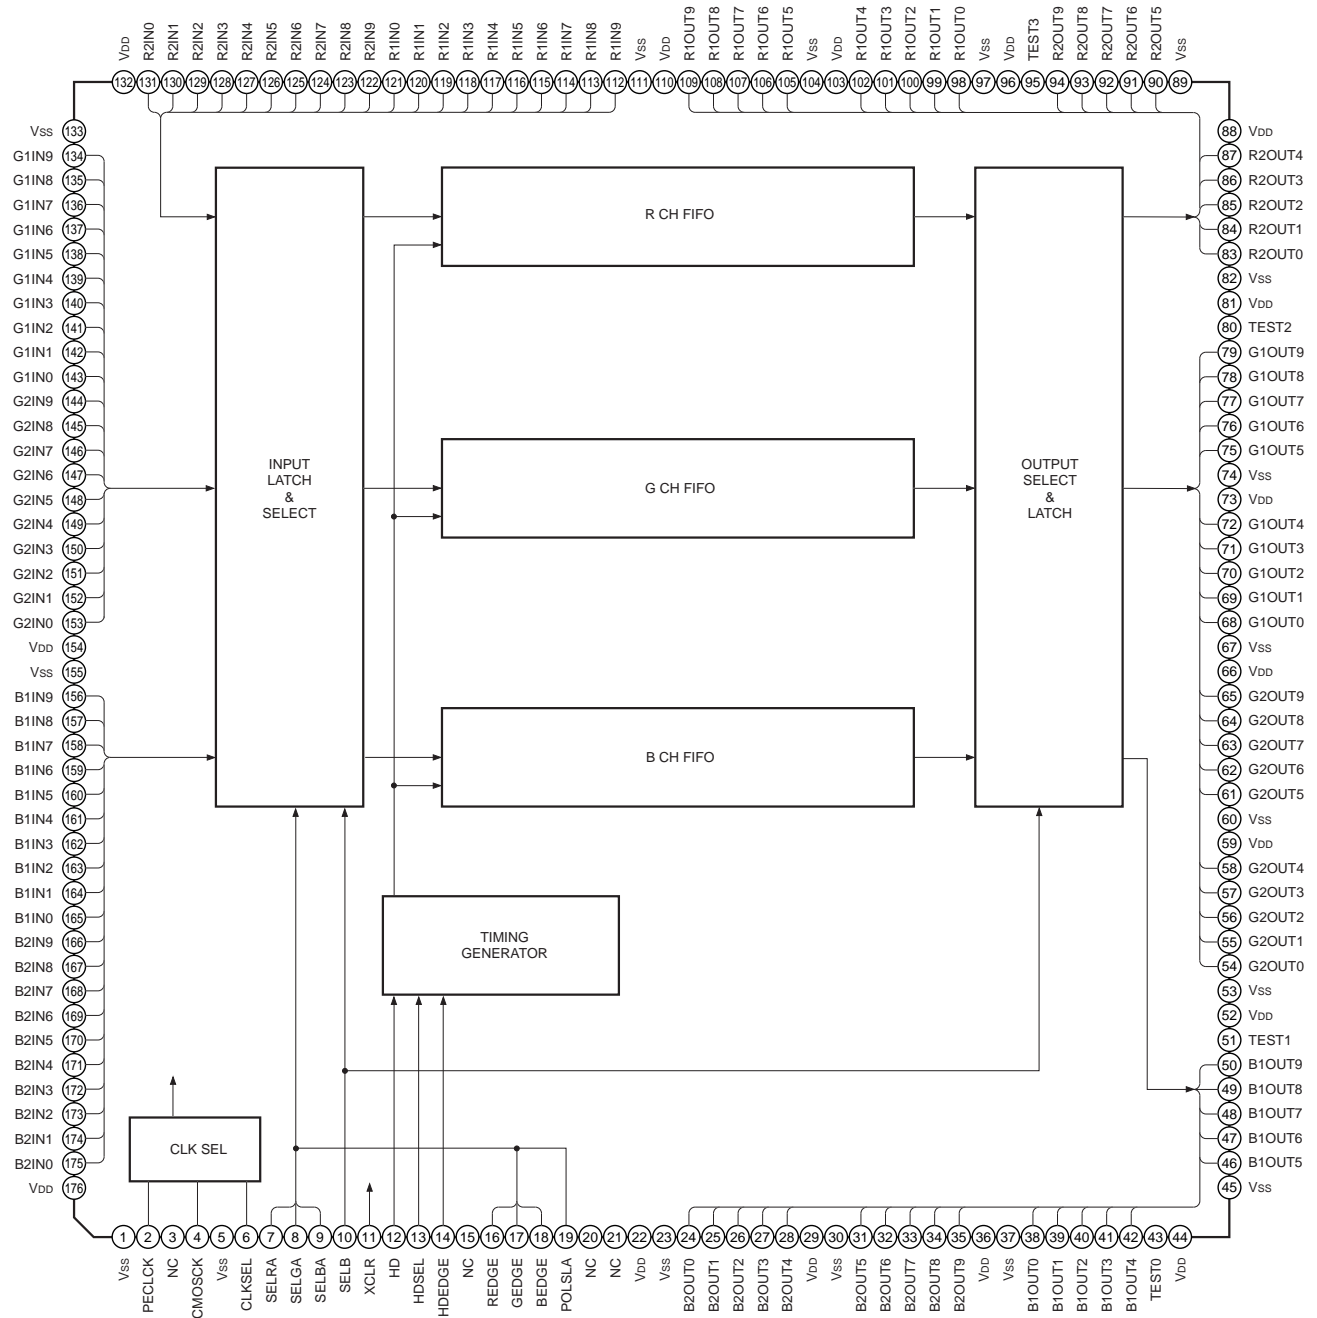 VDD R2IN0 R2IN1 R2IN2 R2IN3 R2IN4 R2IN5 R2IN6 R2IN7 R2IN8 R2IN9 R1IN0 R1IN1 R1IN2 R1IN3 R1IN4 R1IN5 R1IN6 R1IN7 R1IN8 R1IN9 VSS VDD R1OUT9 R1OUT8 R1OUT7 R1OUT6 R1OUT5 VSS VDD R1OUT4 R1OUT3 R1OUT2 R1OUT1 R1OUT0 VSS VDD TEST3 R2OUT9 R2OUT8 R2OUT7 R2OUT6 R2OUT5 VSS
132 131 130 129 128 127 126 125 124 123 122 121 120 119 118 117 116 115 114 113 112 111 110 109 108 107 106 105 104 103 102 101 100 99 98 97 96 95 94 93 92 91 90 89
VSS 133
G1IN9 134
G1IN8 135
G1IN7 136
G1IN6 137
G1IN5 138
G1IN4 139
G1IN3 140
G1IN2 141
G1IN1 142
G1IN0 143
G2IN9 144
G2IN8 145
G2IN7 146
G2IN6 147
G2IN5 148
G2IN4 149
G2IN3 150
G2IN2 151
G2IN1 152
G2IN0 153
VDD 154
VSS 155
B1IN9 156
B1IN8 157
B1IN7 158
B1IN6 159
B1IN5 160
B1IN4 161
B1IN3 162
B1IN2 163
B1IN1 164
B1IN0 165
B2IN9 166
B2IN8 167
B2IN7 168
B2IN6 169
B2IN5 170
B2IN4 171
B2IN3 172
B2IN2 173
B2IN1 174
B2IN0 175
VDD 176
INPUT
LATCH
&
SELECT
R CH FIFO
G CH FIFO
B CH FIFO
TIMING
GENERATOR
CLK SEL
OUTPUT
SELECT
&
LATCH
88 VDD
87 R2OUT4
86 R2OUT3
85 R2OUT2
84 R2OUT1
83 R2OUT0
82 VSS
81 VDD
80 TEST2
79 G1OUT9
78 G1OUT8
77 G1OUT7
76 G1OUT6
75 G1OUT5
74 VSS
73 VDD
72 G1OUT4
71 G1OUT3
70 G1OUT2
69 G1OUT1
68 G1OUT0
67 VSS
66 VDD
65 G2OUT9
64 G2OUT8
63 G2OUT7
62 G2OUT6
61 G2OUT5
60 VSS
59 VDD
58 G2OUT4
57 G2OUT3
56 G2OUT2
55 G2OUT1
54 G2OUT0
53 VSS
52 VDD
51 TEST1
50 B1OUT9
49 B1OUT8
48 B1OUT7
47 B1OUT6
46 B1OUT5
45 VSS
1 2 3 4 5 6 7 8 9 10 11 12 13 14 15 16 17 18 19 20 21 22 23 24 25 26 27 28 29 30 31 32 33 34 35 36 37 38 39 40 41 42 43 44
VSS PECLCK NC CMOSCK VSS CLKSEL SELRA SELGA SELBA SELB XCLR HD HDSEL HDEDGE NC REDGE GEDGE BEDGE POLSLA NC NC VDD VSS B2OUT0 B2OUT1 B2OUT2 B2OUT3 B2OUT4 VDD VSS B2OUT5 B2OUT6 B2OUT7 B2OUT8 B2OUT9 VDD VSS B1OUT0 B1OUT1 B1OUT2 B1OUT3 B1OUT4 TEST0 VDD